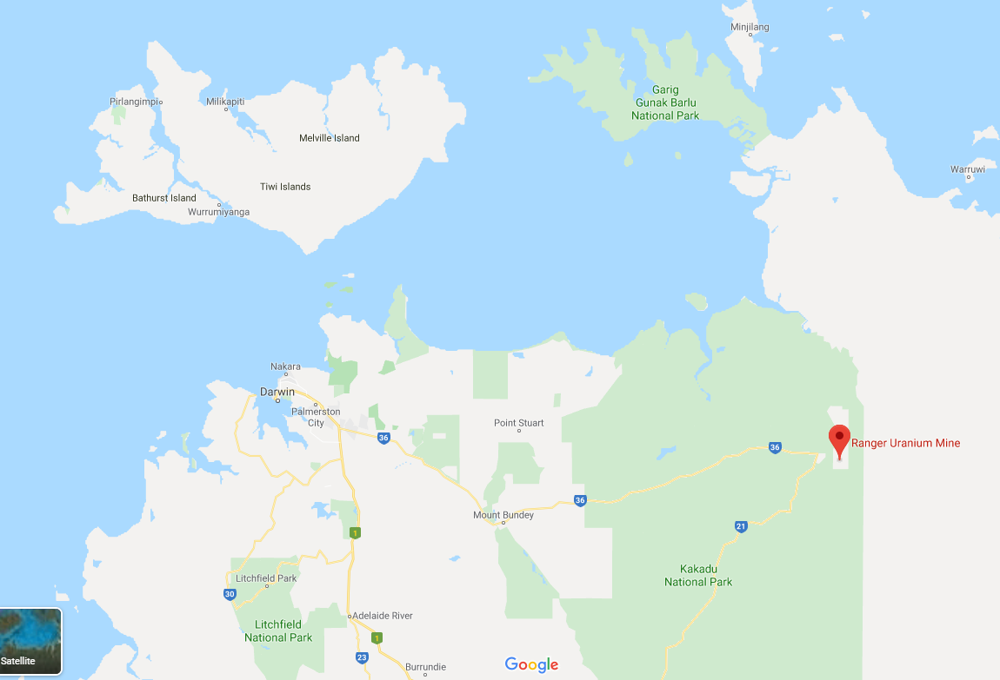 Minjilang
Garig
Gunak Barlu
National Park
Pirlangimpi
Milikapiti
Melville Island
Warruwi
Tiwi Islands
Bathurst Island
Wurrumiyanga
Nakara
Darwin
Palmerston
City
Point Stuart
36
Ranger Uranium Mine
36
36
Mount Bundey
21
1
Kakadu
National Park
Litchfield Park
30
Adelaide River
Litchfield
National Park
1
23
Satellite
Burrundie
Google